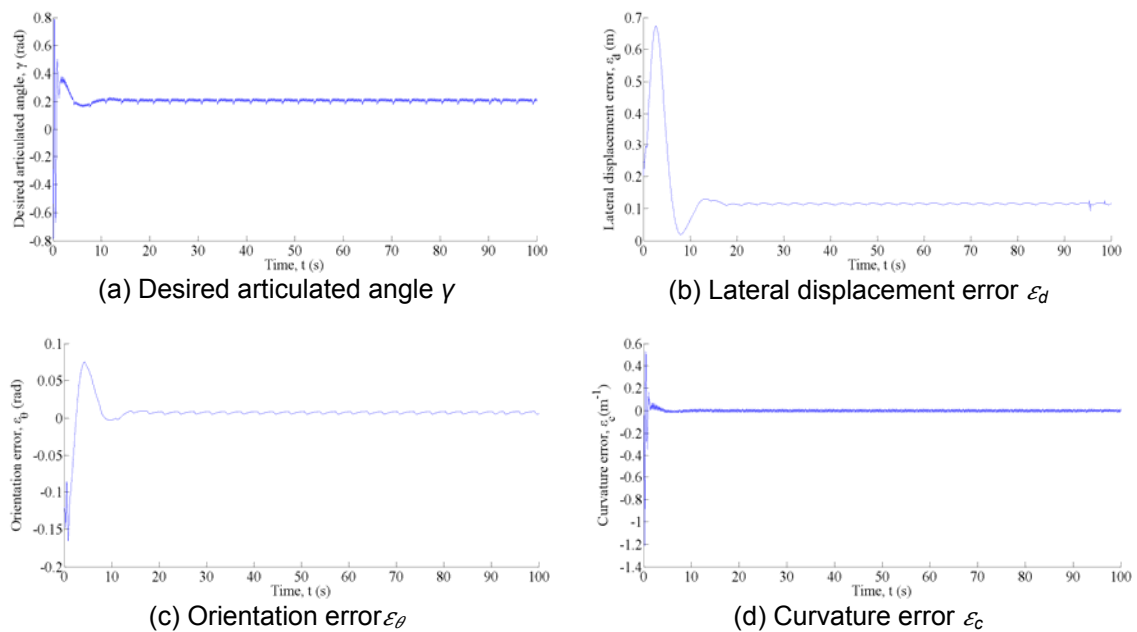 0.8
0.6
0.4
0.2
0
-0.2
-0.4
-0.6
-0.8
Desired articulated angle, γ (rad)
0 10 20 30 40 50 60 70 80 90 100
Time, t (s)
(a) Desired articulated angle γ
0.7
0.6
0.5
0.4
0.3
0.2
0.1
0
Lateral displacement error, ε_d (m)
0 10 20 30 40 50 60 70 80 90 100
Time, t (s)
(b) Lateral displacement error ε_d
0.1
0.05
0
-0.05
-0.1
-0.15
-0.2
Orientation error, ε_θ (rad)
0 10 20 30 40 50 60 70 80 90 100
Time, t (s)
(c) Orientation error ε_θ
0.6
0.4
0.2
0
-0.2
-0.4
-0.6
-0.8
-1
-1.2
-1.4
Curvature error, ε_c(m⁻¹)
0 10 20 30 40 50 60 70 80 90 100
Time, t (s)
(d) Curvature error ε_c